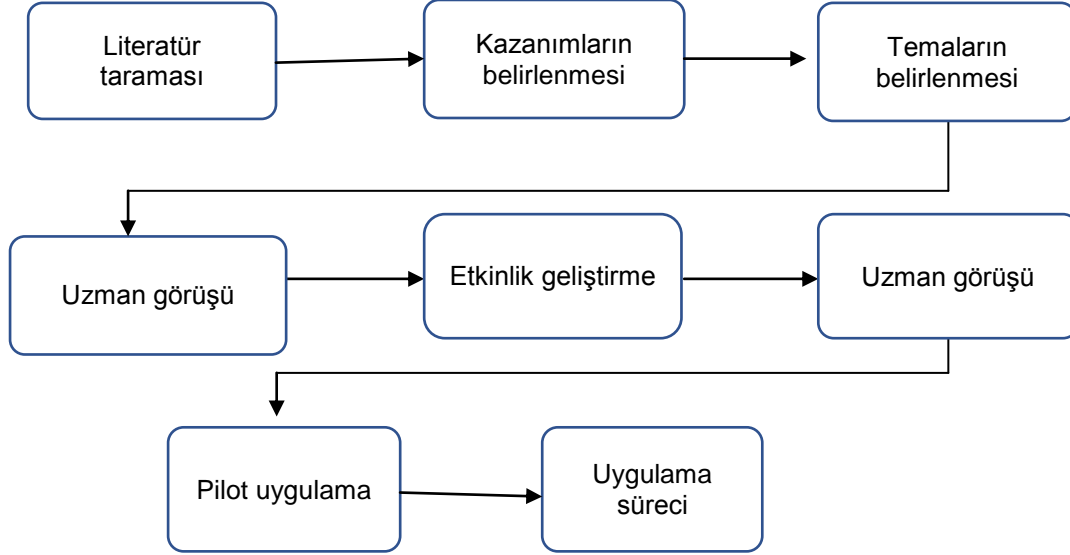 Literatür
taraması
Kazanımların
belirlenmesi
Temaların
belirlenmesi
Uzman görüşü
Etkinlik geliştirme
Uzman görüşü
Pilot uygulama
Uygulama
süreci